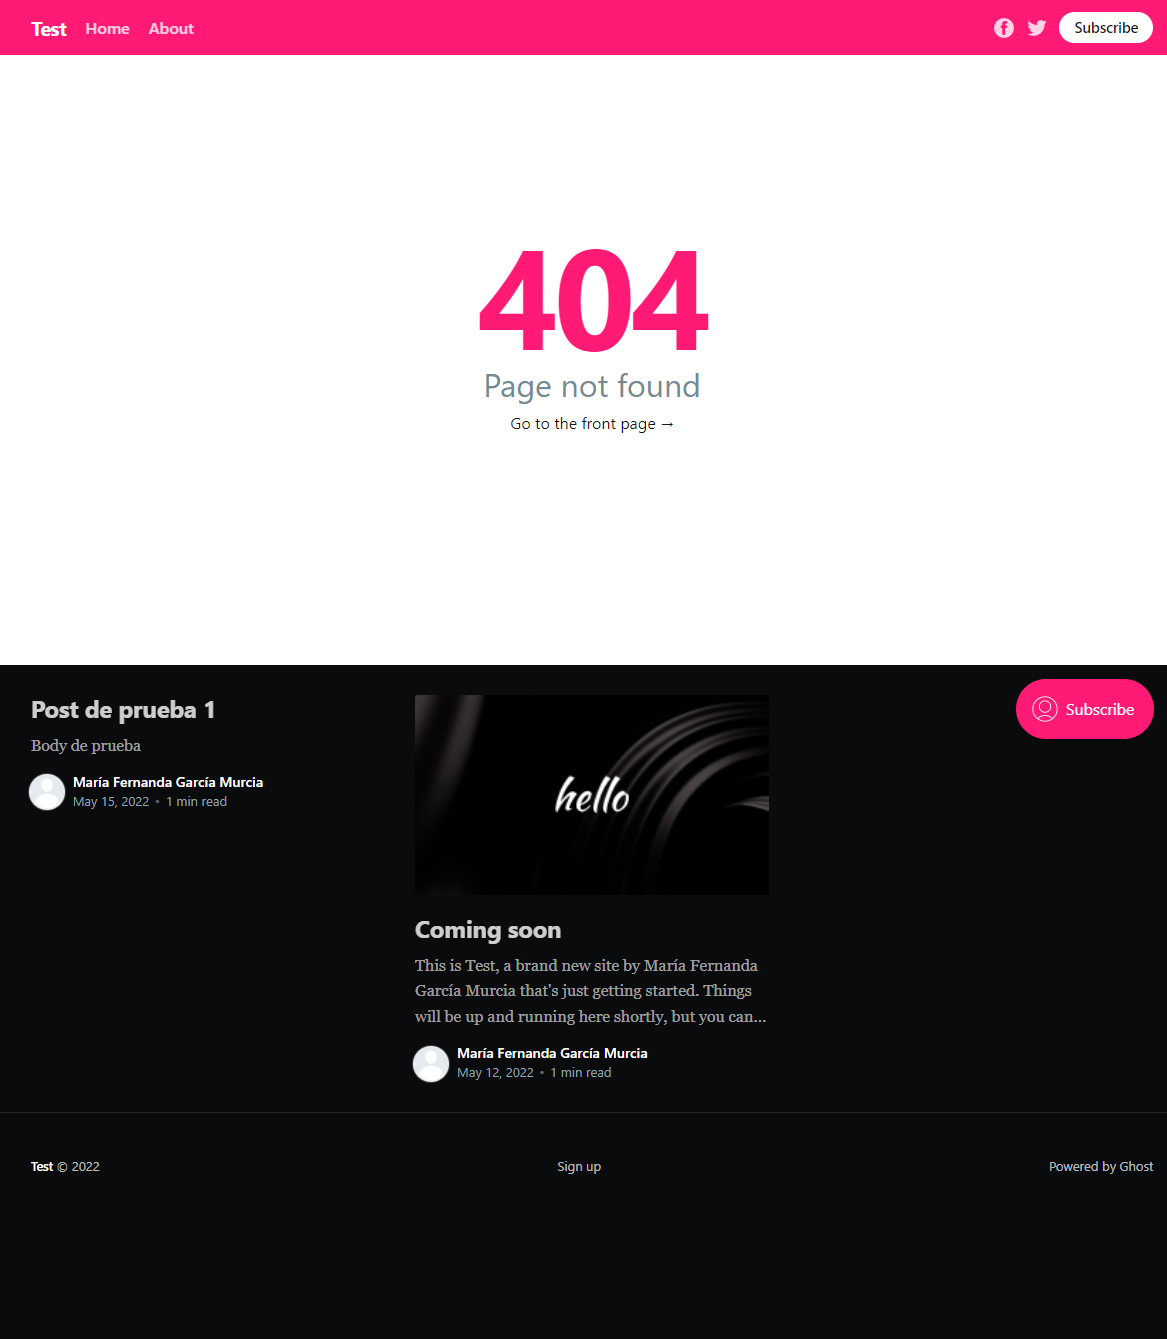 Test Home About Subscribe
404
Page not found
Go to the front page →
Post de prueba 1
Body de prueba
María Fernanda García Murcia
May 15, 2022 • 1 min read
hello
Coming soon
This is Test, a brand new site by María Fernanda
García Murcia that's just getting started. Things
will be up and running here shortly, but you can...
María Fernanda García Murcia
May 12, 2022 • 1 min read
Subscribe
Test © 2022 Sign up Powered by Ghost